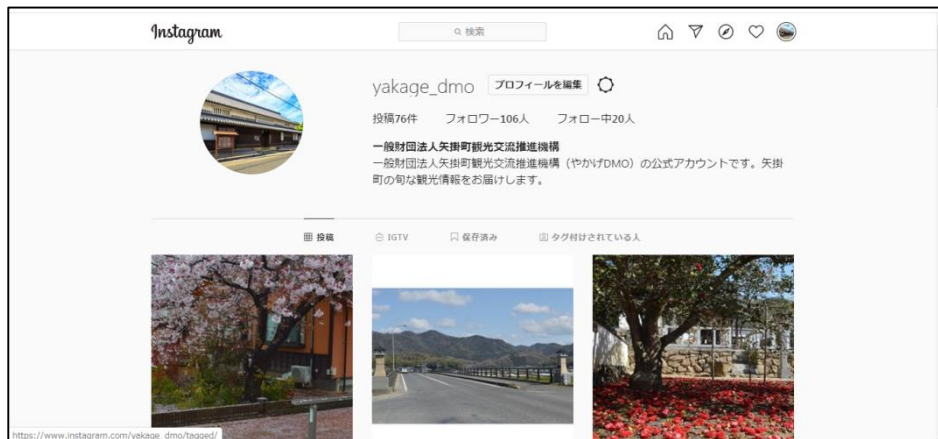 Instagram
検索
yakage_dmo プロフィールを編集
投稿76件 フォロワー106人 フォロー中20人
一般財団法人矢掛町観光交流推進機構
一般財団法人矢掛町観光交流推進機構（やかげDMO）の公式アカウントです。矢掛
町の旬な観光情報をお届けします。
投稿 IGTV 保存済み タグ付けされている人
https://www.instagram.com/yakage_dmo/tagged/